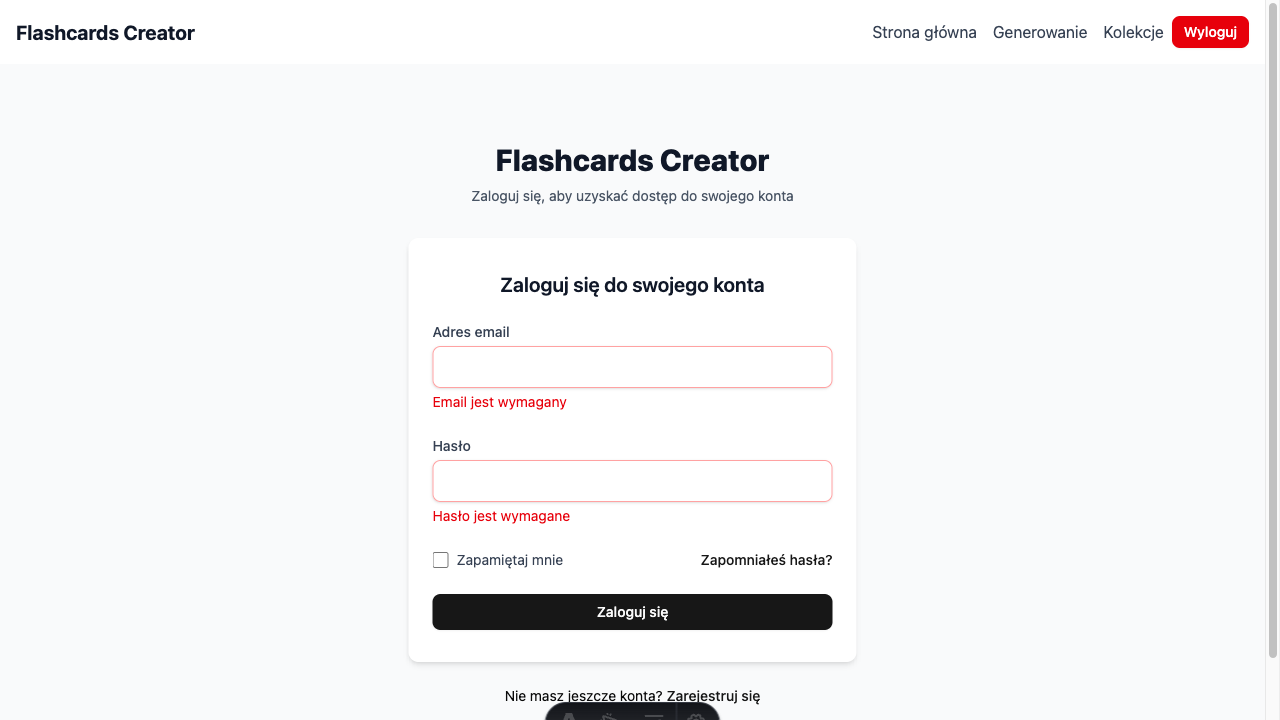 Flashcards Creator
Strona główna Generowanie Kolekcje Wyloguj
Flashcards Creator
Zaloguj się, aby uzyskać dostęp do swojego konta
Zaloguj się do swojego konta
Adres email
Email jest wymagany
Hasło
Hasło jest wymagane
Zapamiętaj mnie Zapomniałeś hasła?
Zaloguj się
Nie masz jeszcze konta? Zarejestruj się